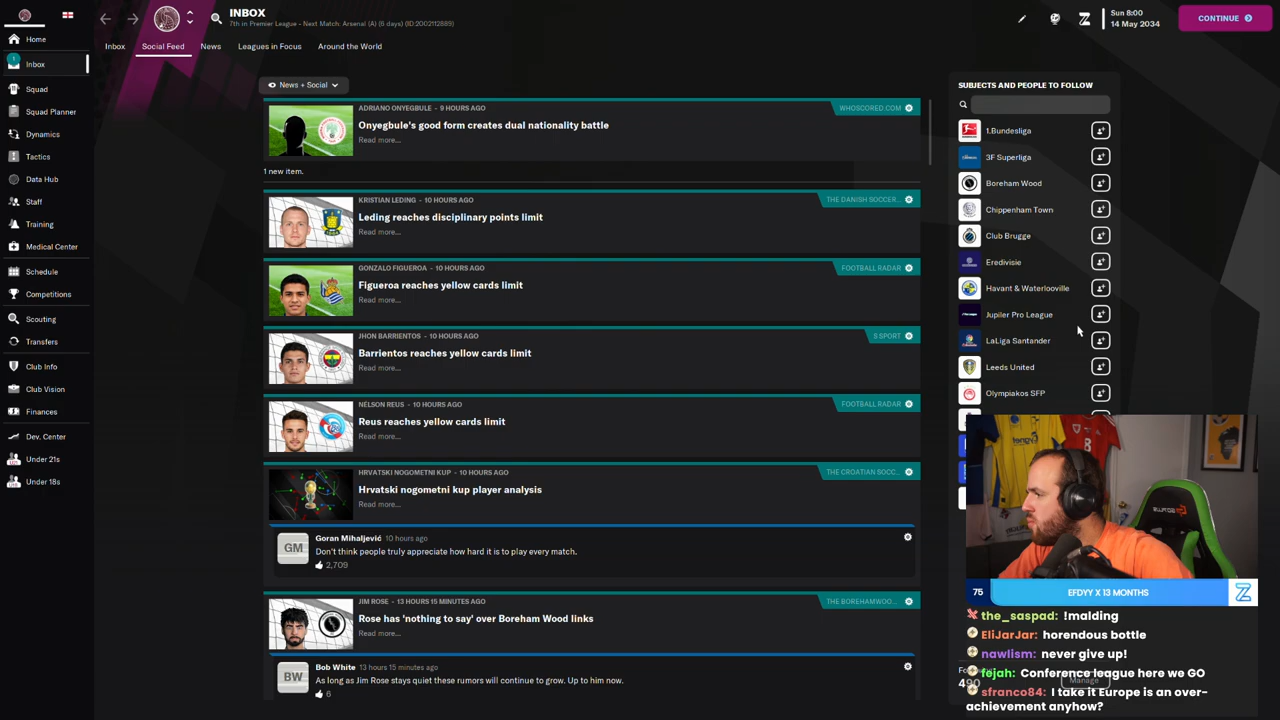 INBOX
7th in Premier League - Next Match: Arsenal (A) (5 days) (ID:2002112889)
Sun 8:00
14 May 2034
CONTINUE
Inbox
Social Feed
News
Leagues in Focus
Around the World
Home
1
Inbox
Squad
Squad Planner
Dynamics
Tactics
Data Hub
Staff
Training
Medical Center
Schedule
Competitions
Scouting
Transfers
Club Info
Club Vision
Finances
Dev. Center
Under 21s
Under 18s
News + Social
ADRIANO ONYEGBULE - 9 HOURS AGO
WHOSCORED.COM
Onyegbule's good form creates dual nationality battle
Read more...
1 new item.
KRISTIAN LEDING - 10 HOURS AGO
THE DANISH SOCCER...
Leding reaches disciplinary points limit
Read more...
GONZALO FIGUEROA - 10 HOURS AGO
FOOTBALL RADAR
Figueroa reaches yellow cards limit
Read more...
JHON BARRIENTOS - 10 HOURS AGO
S SPORT
Barrientos reaches yellow cards limit
Read more...
NÉLSON REUS - 10 HOURS AGO
FOOTBALL RADAR
Reus reaches yellow cards limit
Read more...
HRVATSKI NOGOMETNI KUP - 10 HOURS AGO
THE CROATIAN SOCC...
Hrvatski nogometni kup player analysis
Read more...
GM
Goran Mihaljević 10 hours ago
Don't think people truly appreciate how hard it is to play every match.
2,709
JIM ROSE - 13 HOURS 15 MINUTES AGO
THE BOREHAMWOO...
Rose has 'nothing to say' over Boreham Wood links
Read more...
BW
Bob White 13 hours 15 minutes ago
As long as Jim Rose stays quiet these rumors will continue to grow. Up to him now.
6
SUBJECTS AND PEOPLE TO FOLLOW
1.Bundesliga
3F Superliga
Boreham Wood
Chippenham Town
Club Brugge
Eredivisie
Havant & Waterlooville
Jupiler Pro League
LaLiga Santander
Leeds United
Olympiakos SFP
75
EFDYY X 13 MONTHS
the_saspad: !malding
EliJarJar: horendous bottle
nawlism: never give up!
fejah: Conference league here we GO
490
Manage
sfranco84: I take it Europe is an over-
achievement anyhow?